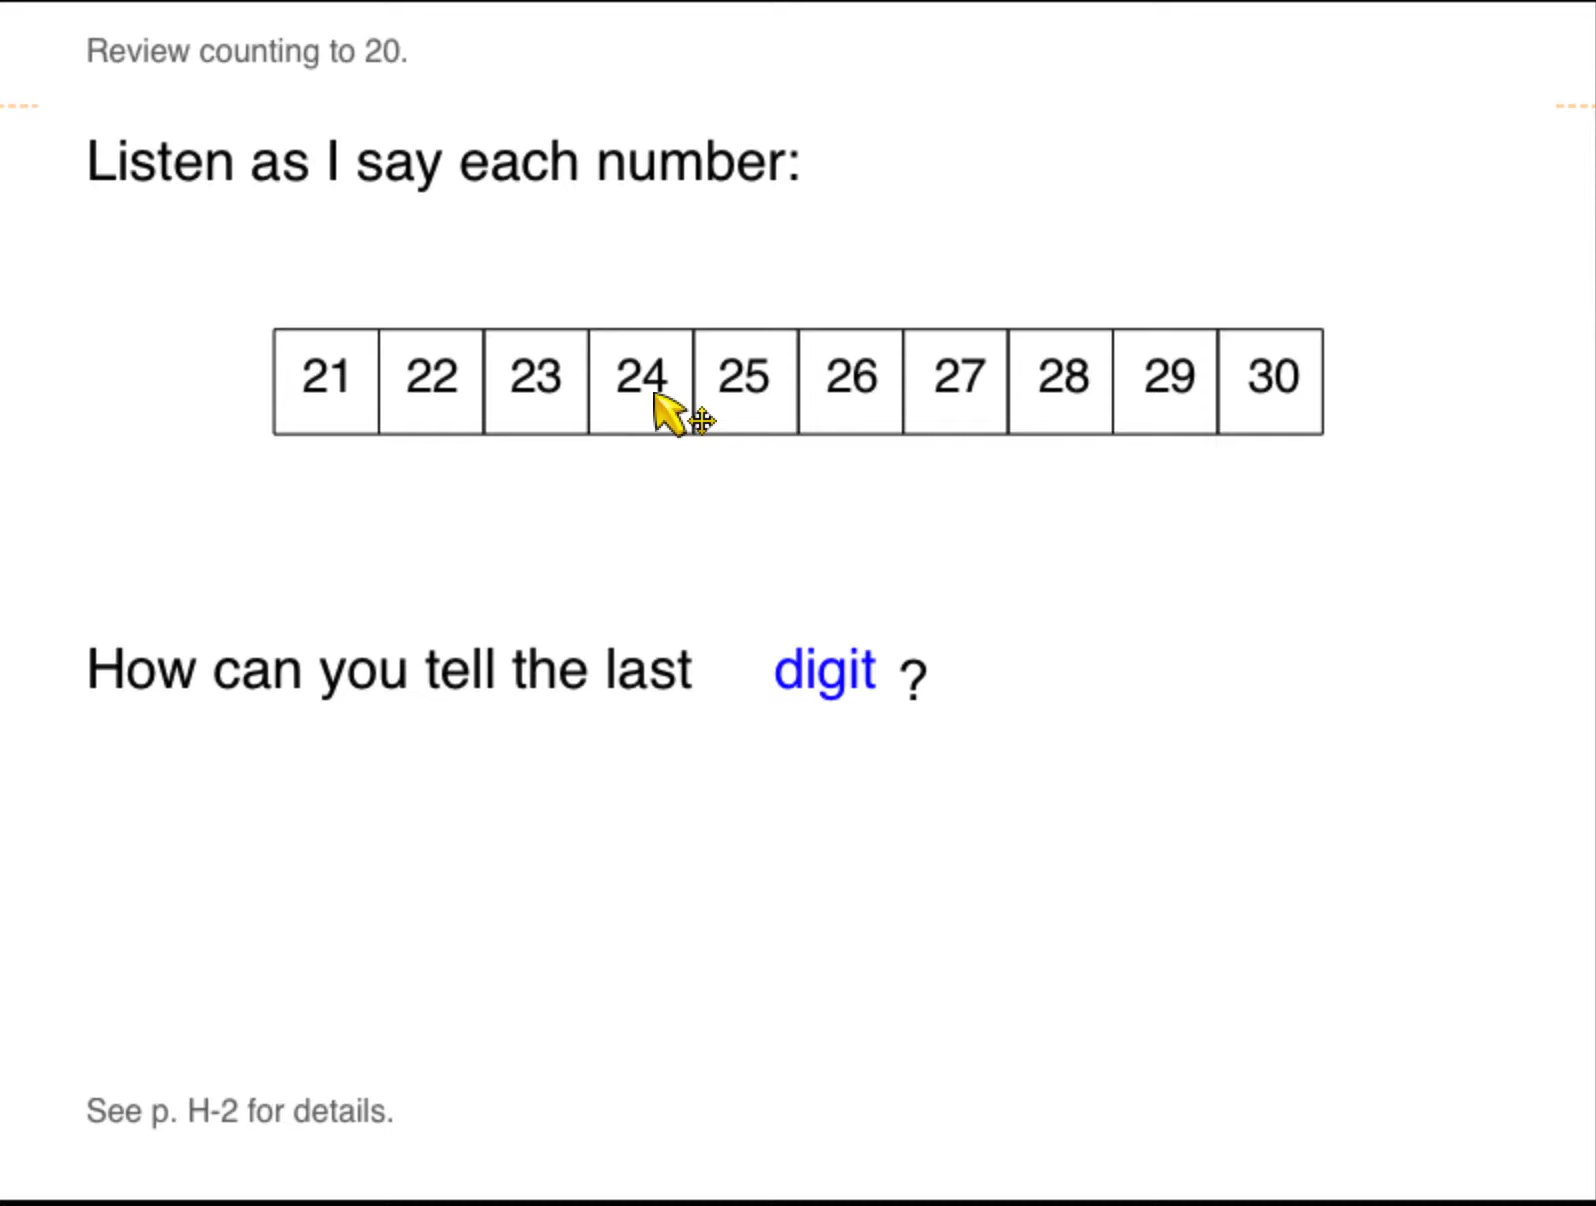 Review counting to 20.
Listen as I say each number:
21 22 23 24 25 26 27 28 29 30
How can you tell the last digit ?
See p. H-2 for details.